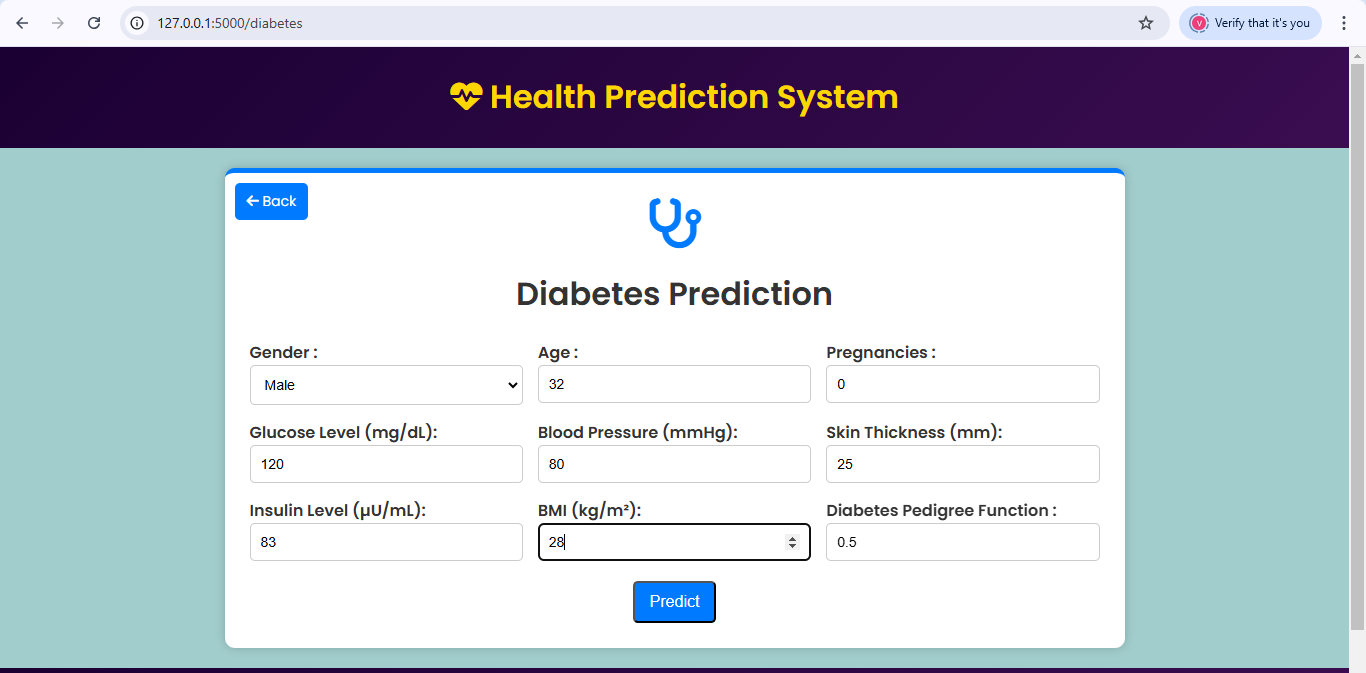 127.0.0.1:5000/diabetes
V
Verify that it's you
Health Prediction System
Back
Diabetes Prediction
Gender :
Age :
Pregnancies :
Male
32
0
Glucose Level (mg/dL):
Blood Pressure (mmHg):
Skin Thickness (mm):
120
80
25
Insulin Level (μU/mL):
BMI (kg/m²):
Diabetes Pedigree Function :
83
28
0.5
Predict